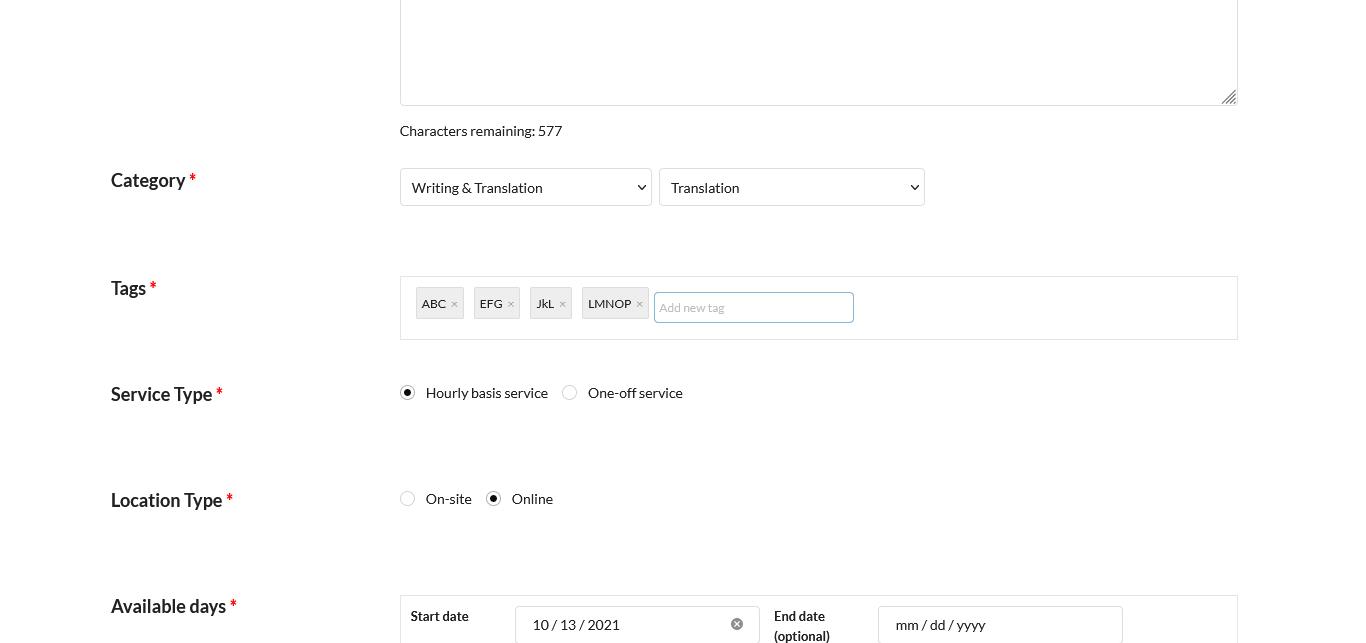 Characters remaining: 577
Category *
Writing & Translation
Translation
Tags *
ABC × EFG × JkL × LMNOP × Add new tag
Service Type *
Hourly basis service One-off service
Location Type *
On-site Online
Available days *
Start date
10 / 13 / 2021
End date
(optional)
mm / dd / yyyy